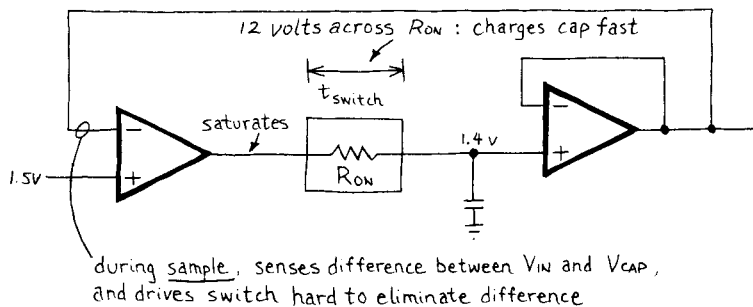 12 volts across RON : charges cap fast
tswitch
saturates
−
+
1.5V
RON
1.4V
−
+
during sample, senses difference between VIN and VCAP,
and drives switch hard to eliminate difference